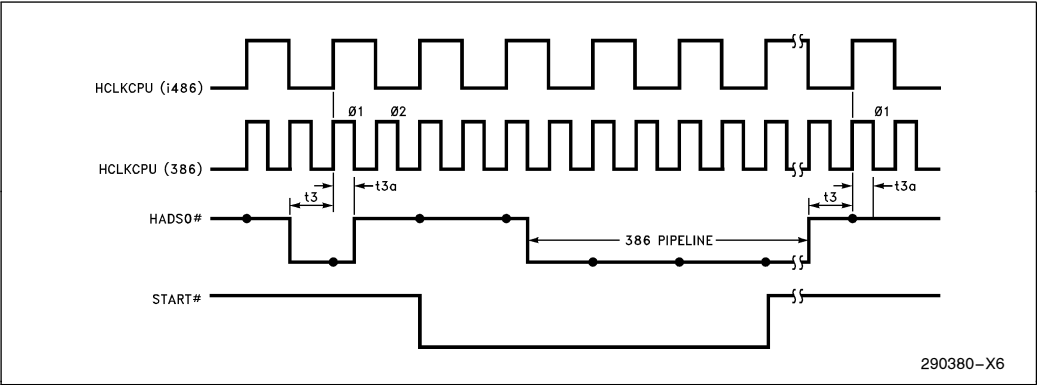 HCLKCPU (i486)
Ø1 Ø2 Ø1
HCLKCPU (386)
t3 t3a t3 t3a
HADS0#
386 PIPELINE
START#
290380-X6